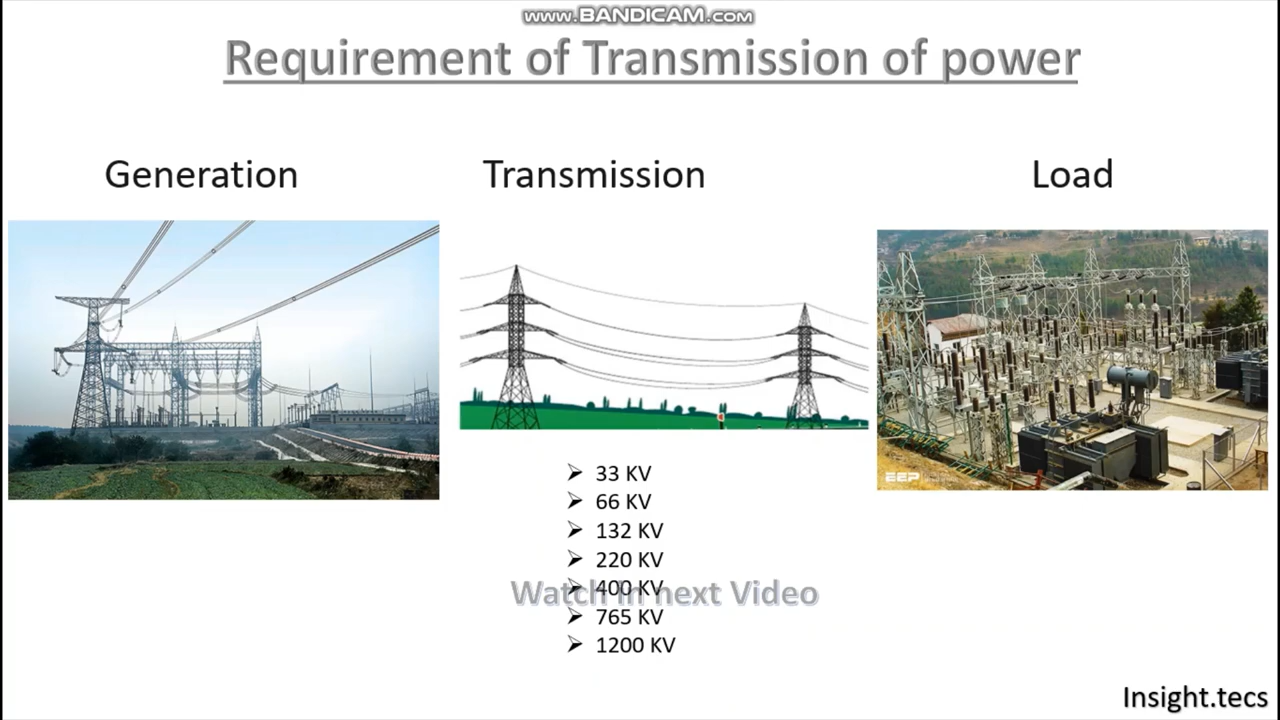 www.BANDICAM.com
Requirement of Transmission of power
Generation
Transmission
Load
EEP
33 KV
66 KV
132 KV
220 KV
400 KV
Watch in next Video
765 KV
1200 KV
Insight.tecs